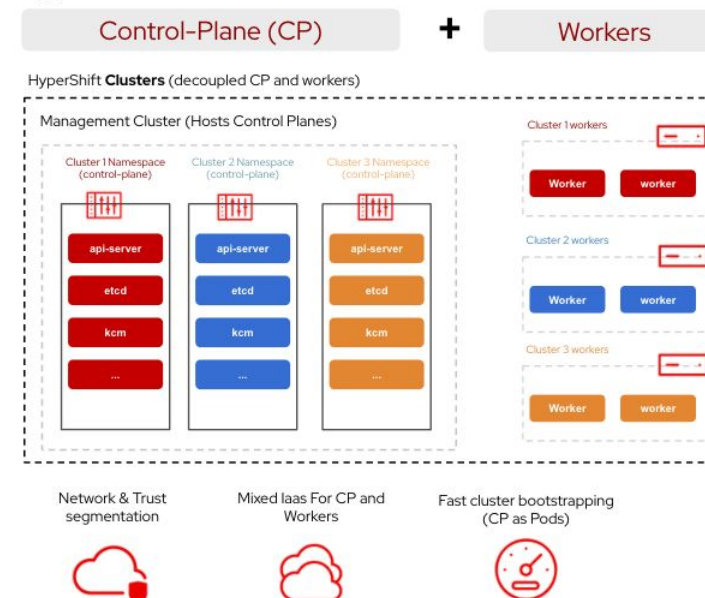 Control-Plane (CP)
+
Workers
HyperShift Clusters (decoupled CP and workers)
Management Cluster (Hosts Control Planes)
Cluster 1 Namespace
(control-plane)
api-server
etcd
kcm
...
Cluster 2 Namespace
(control-plane)
api-server
etcd
kcm
...
Cluster 3 Namespace
(control-plane)
api-server
etcd
kcm
...
Cluster 1 workers
Worker
worker
Cluster 2 workers
Worker
worker
Cluster 3 workers
Worker
worker
Network & Trust
segmentation
Mixed Iaas For CP and
Workers
Fast cluster bootstrapping
(CP as Pods)